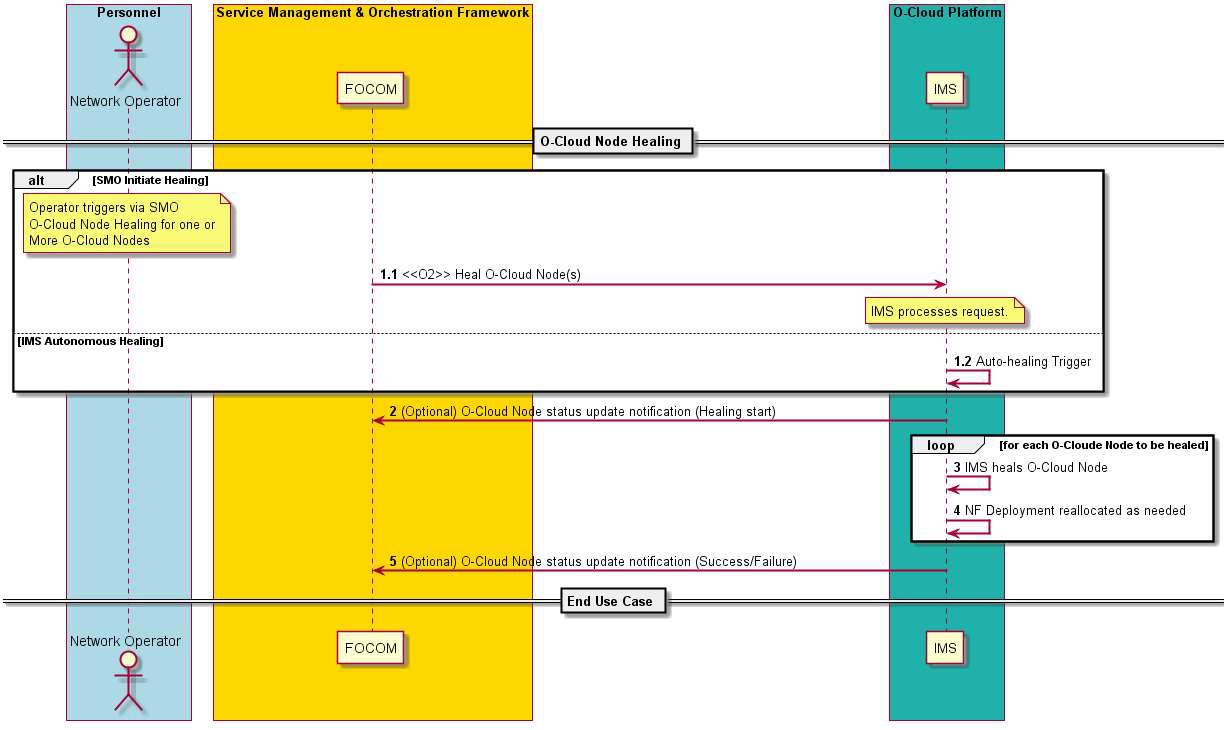 Personnel
Service Management & Orchestration Framework
O-Cloud Platform
Network Operator
FOCOM
IMS
O-Cloud Node Healing
alt
[SMO Initiate Healing]
Operator triggers via SMO
O-Cloud Node Healing for one or
More O-Cloud Nodes
1.1 <<O2>> Heal O-Cloud Node(s)
IMS processes request.
[IMS Autonomous Healing]
1.2 Auto-healing Trigger
2 (Optional) O-Cloud Node status update notification (Healing start)
loop
[for each O-Cloude Node to be healed]
3 IMS heals O-Cloud Node
4 NF Deployment reallocated as needed
5 (Optional) O-Cloud Node status update notification (Success/Failure)
End Use Case
Network Operator
FOCOM
IMS